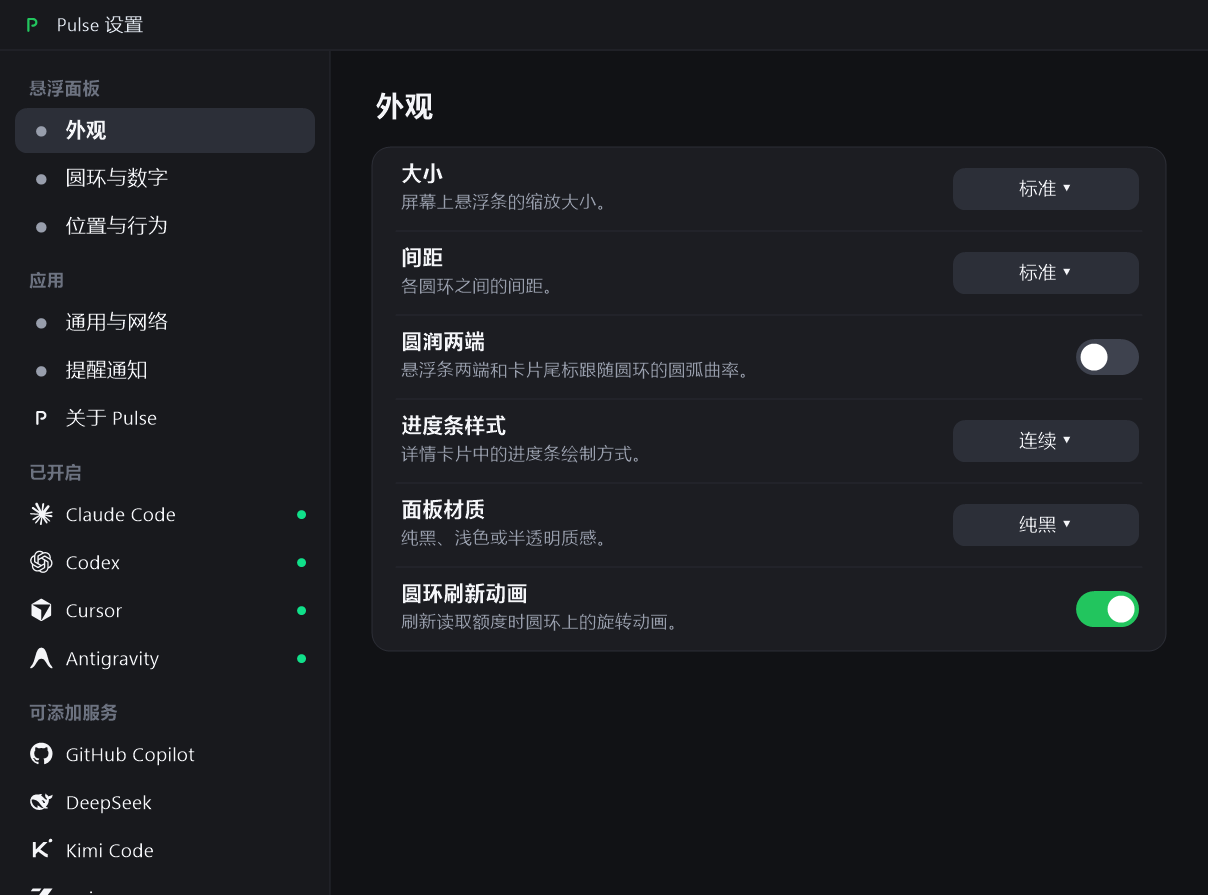 Pulse 设置
悬浮面板
外观
圆环与数字
位置与行为
应用
通用与网络
提醒通知
关于 Pulse
已开启
Claude Code
Codex
Cursor
Antigravity
可添加服务
GitHub Copilot
DeepSeek
Kimi Code
外观
大小
屏幕上悬浮条的缩放大小。
标准
间距
各圆环之间的间距。
标准
圆润两端
悬浮条两端和卡片尾标跟随圆环的圆弧曲率。
进度条样式
详情卡片中的进度条绘制方式。
连续
面板材质
纯黑、浅色或半透明质感。
纯黑
圆环刷新动画
刷新读取额度时圆环上的旋转动画。